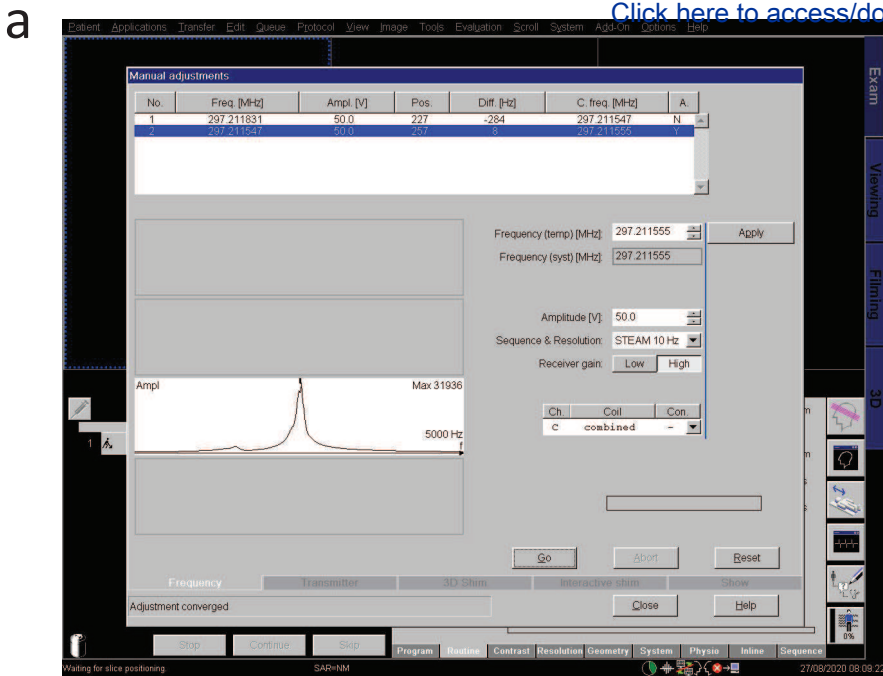 a
Click here to access/do
Patient Applications Transfer Edit Queue Protocol View Image Tools Evaluation Scroll System Add-On Options Help
Manual adjustments
No. Freq. [MHz] Ampl. [V] Pos. Diff. [Hz] C. freq. [MHz] A.
1 297.211831 50.0 227 -284 297.211547 N
2 297.211547 50.0 257 8 297.211555 Y
Frequency (temp) [MHz]: 297.211555 Apply
Frequency (syst) [MHz]: 297.211555
Amplitude [V]: 50.0
Sequence & Resolution: STEAM 10 Hz
Receiver gain: Low High
Ampl Max 31936
5000 Hz
f
Ch. Coil Con.
C combined -
1
Go Abort Reset
Frequency Transmitter 3D Shim Interactive shim Show
Adjustment converged Close Help
Stop Continue Skip
Program Routine Contrast Resolution Geometry System Physio Inline Sequence
Waiting for slice positioning. SAR=NM 27/08/2020 08:09:22
Exam
Viewing
Filming
3D
0%